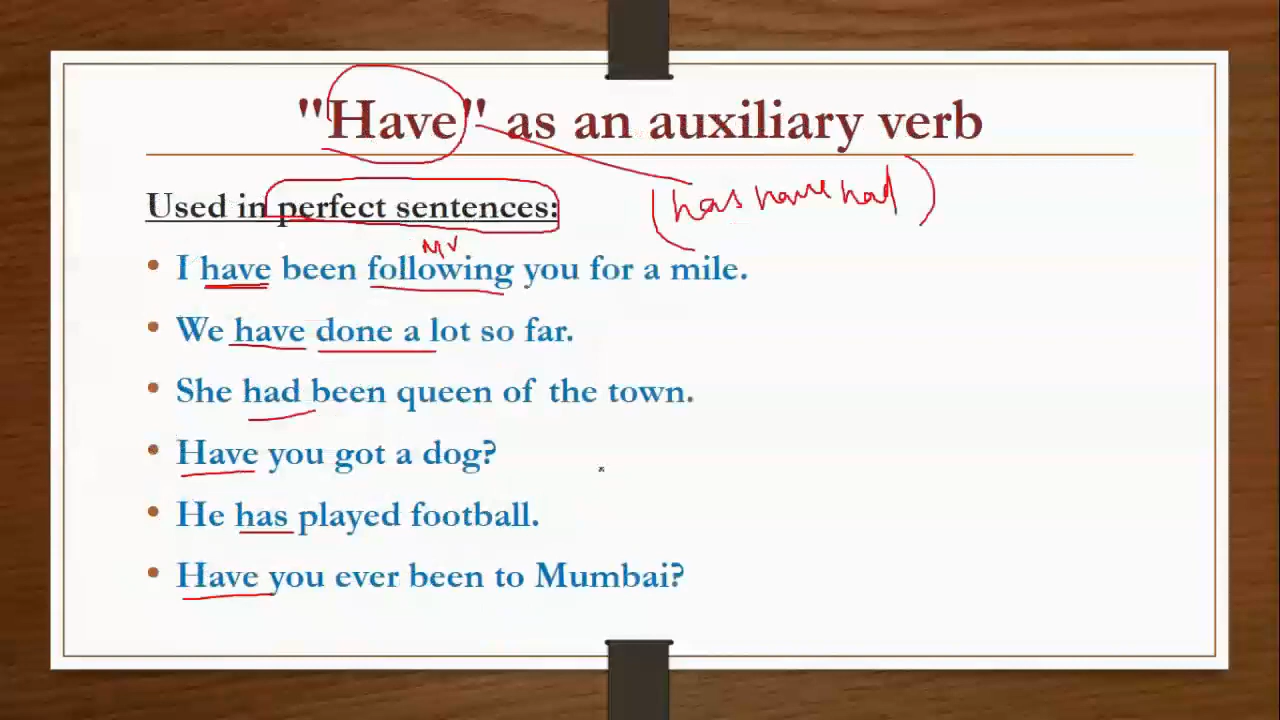 "Have" as an auxiliary verb
Used in perfect sentences:
(has have had)
MV
• I have been following you for a mile.
• We have done a lot so far.
• She had been queen of the town.
• Have you got a dog?
• He has played football.
• Have you ever been to Mumbai?